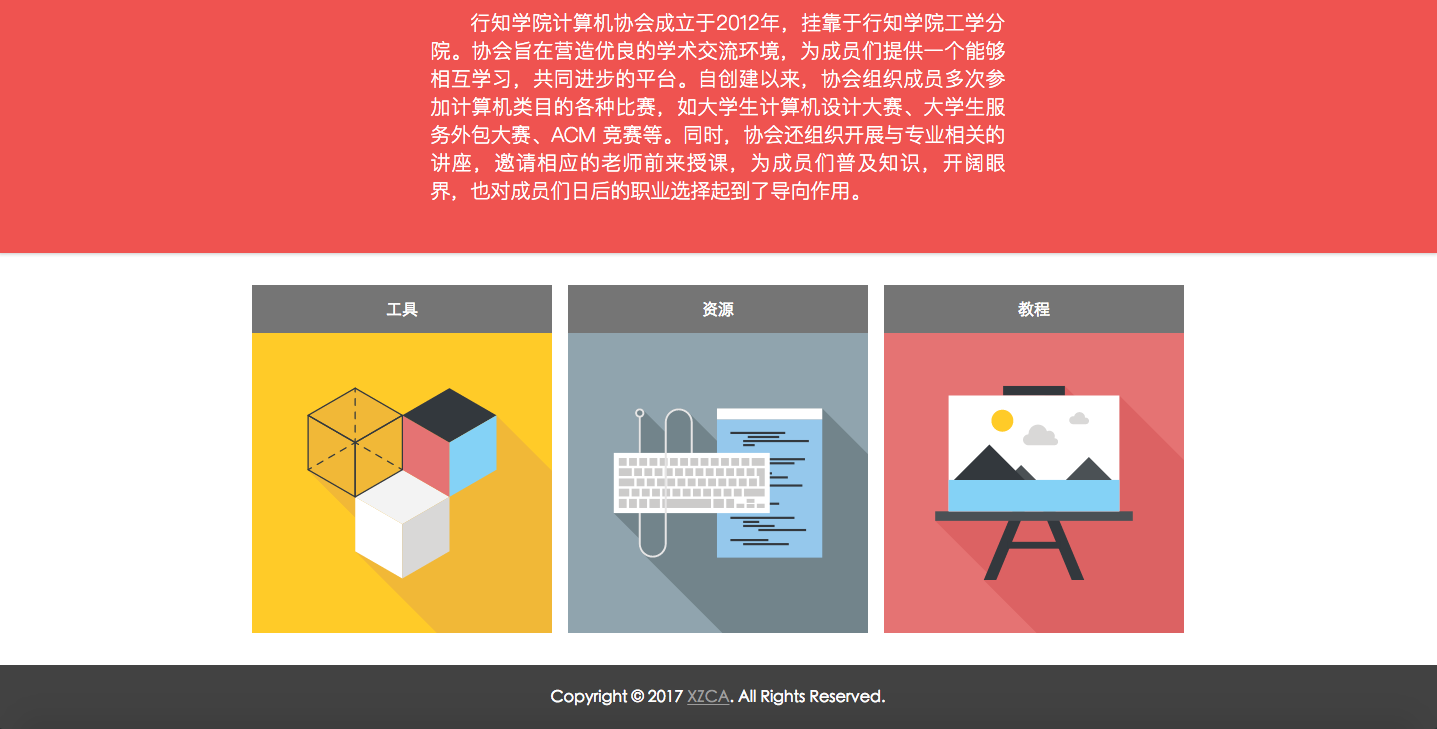 行知学院计算机协会成立于2012年，挂靠于行知学院工学分
院。协会旨在营造优良的学术交流环境，为成员们提供一个能够
相互学习，共同进步的平台。自创建以来，协会组织成员多次参
加计算机类目的各种比赛，如大学生计算机设计大赛、大学生服
务外包大赛、ACM 竞赛等。同时，协会还组织开展与专业相关的
讲座，邀请相应的老师前来授课，为成员们普及知识，开阔眼
界，也对成员们日后的职业选择起到了导向作用。
工具
资源
教程
Copyright © 2017 XZCA. All Rights Reserved.